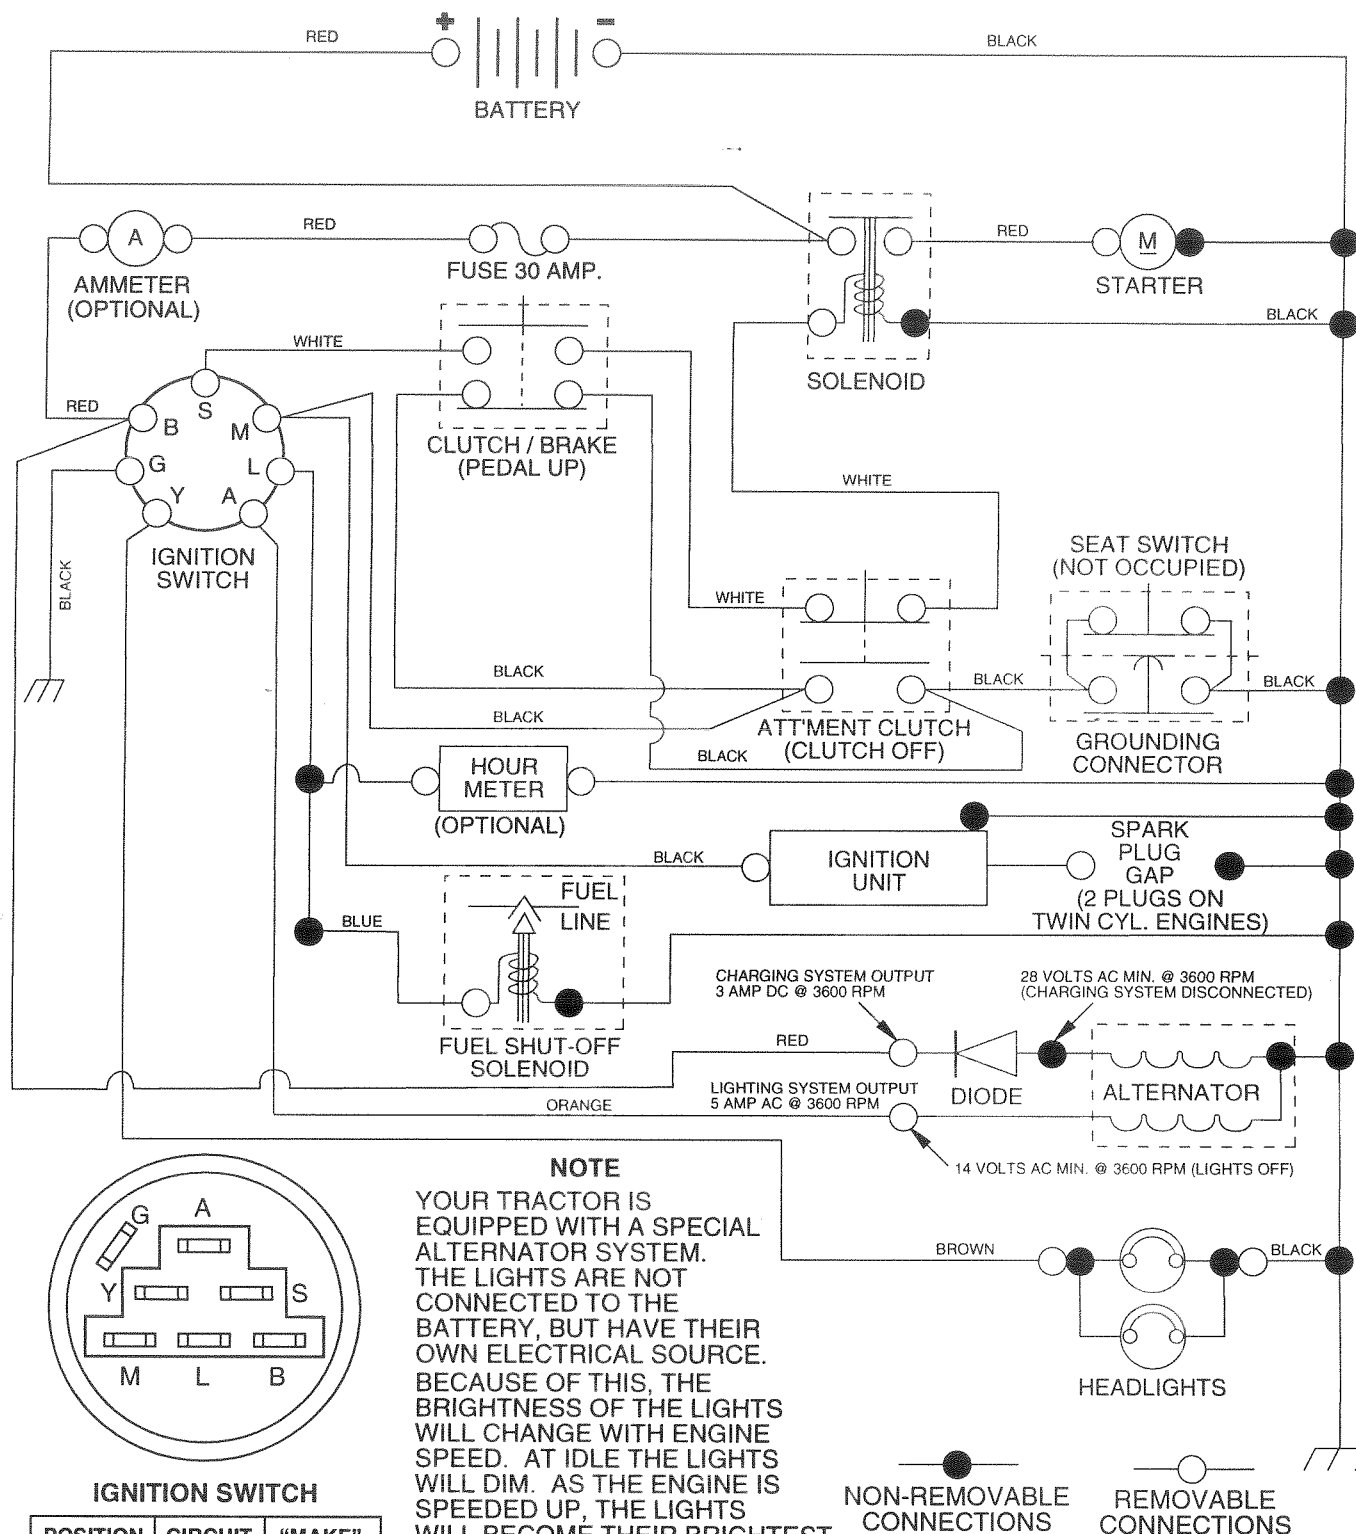 + −
RED
BLACK
BATTERY
A
RED
RED
M
AMMETER
(OPTIONAL)
FUSE 30 AMP.
STARTER
BLACK
WHITE
SOLENOID
RED
S
B
M
G
L
Y
A
CLUTCH / BRAKE
(PEDAL UP)
WHITE
IGNITION
SWITCH
BLACK
SEAT SWITCH
(NOT OCCUPIED)
WHITE
BLACK
BLACK
BLACK
BLACK
ATT'MENT CLUTCH
(CLUTCH OFF)
BLACK
GROUNDING
CONNECTOR
HOUR
METER
(OPTIONAL)
BLACK
IGNITION
UNIT
SPARK
PLUG
GAP
(2 PLUGS ON
TWIN CYL. ENGINES)
FUEL
LINE
BLUE
CHARGING SYSTEM OUTPUT
3 AMP DC @ 3600 RPM
28 VOLTS AC MIN. @ 3600 RPM
(CHARGING SYSTEM DISCONNECTED)
FUEL SHUT-OFF
SOLENOID
RED
DIODE
ALTERNATOR
LIGHTING SYSTEM OUTPUT
5 AMP AC @ 3600 RPM
ORANGE
14 VOLTS AC MIN. @ 3600 RPM (LIGHTS OFF)
G
A
Y
S
M
L
B
NOTE
YOUR TRACTOR IS
EQUIPPED WITH A SPECIAL
ALTERNATOR SYSTEM.
THE LIGHTS ARE NOT
CONNECTED TO THE
BATTERY, BUT HAVE THEIR
OWN ELECTRICAL SOURCE.
BECAUSE OF THIS, THE
BRIGHTNESS OF THE LIGHTS
WILL CHANGE WITH ENGINE
SPEED. AT IDLE THE LIGHTS
WILL DIM. AS THE ENGINE IS
SPEEDED UP, THE LIGHTS
WILL BECOME THEIR BRIGHTEST
BROWN
BLACK
HEADLIGHTS
IGNITION SWITCH
POSITION CIRCUIT "MAKE"
NON-REMOVABLE
CONNECTIONS
REMOVABLE
CONNECTIONS